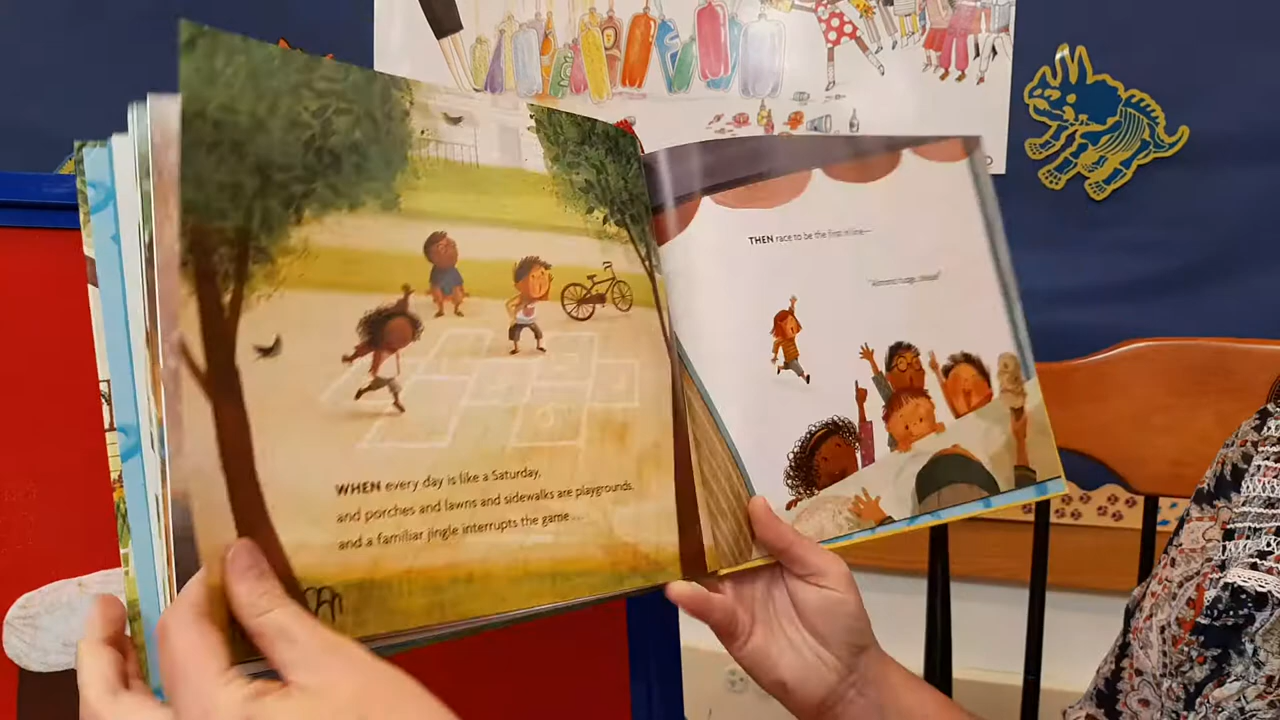 WHEN every day is like a Saturday,
and porches and lawns and sidewalks are playgrounds,
and a familiar jingle interrupts the game...
THEN race to be the first in line—